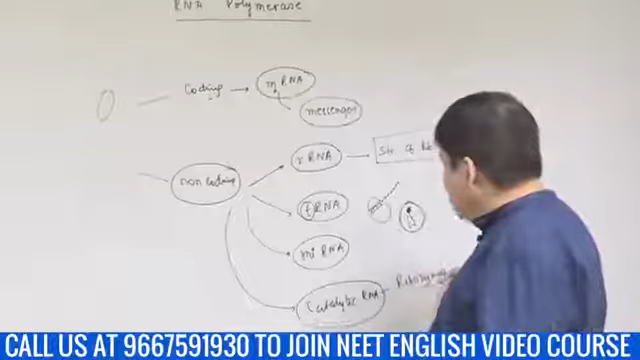 RNA Polymerase
Coding
mRNA
messenger
non coding
rRNA
Str. of
tRNA
mi RNA
Catalytic RNA
CALL US AT 9667591930 TO JOIN NEET ENGLISH VIDEO COURSE